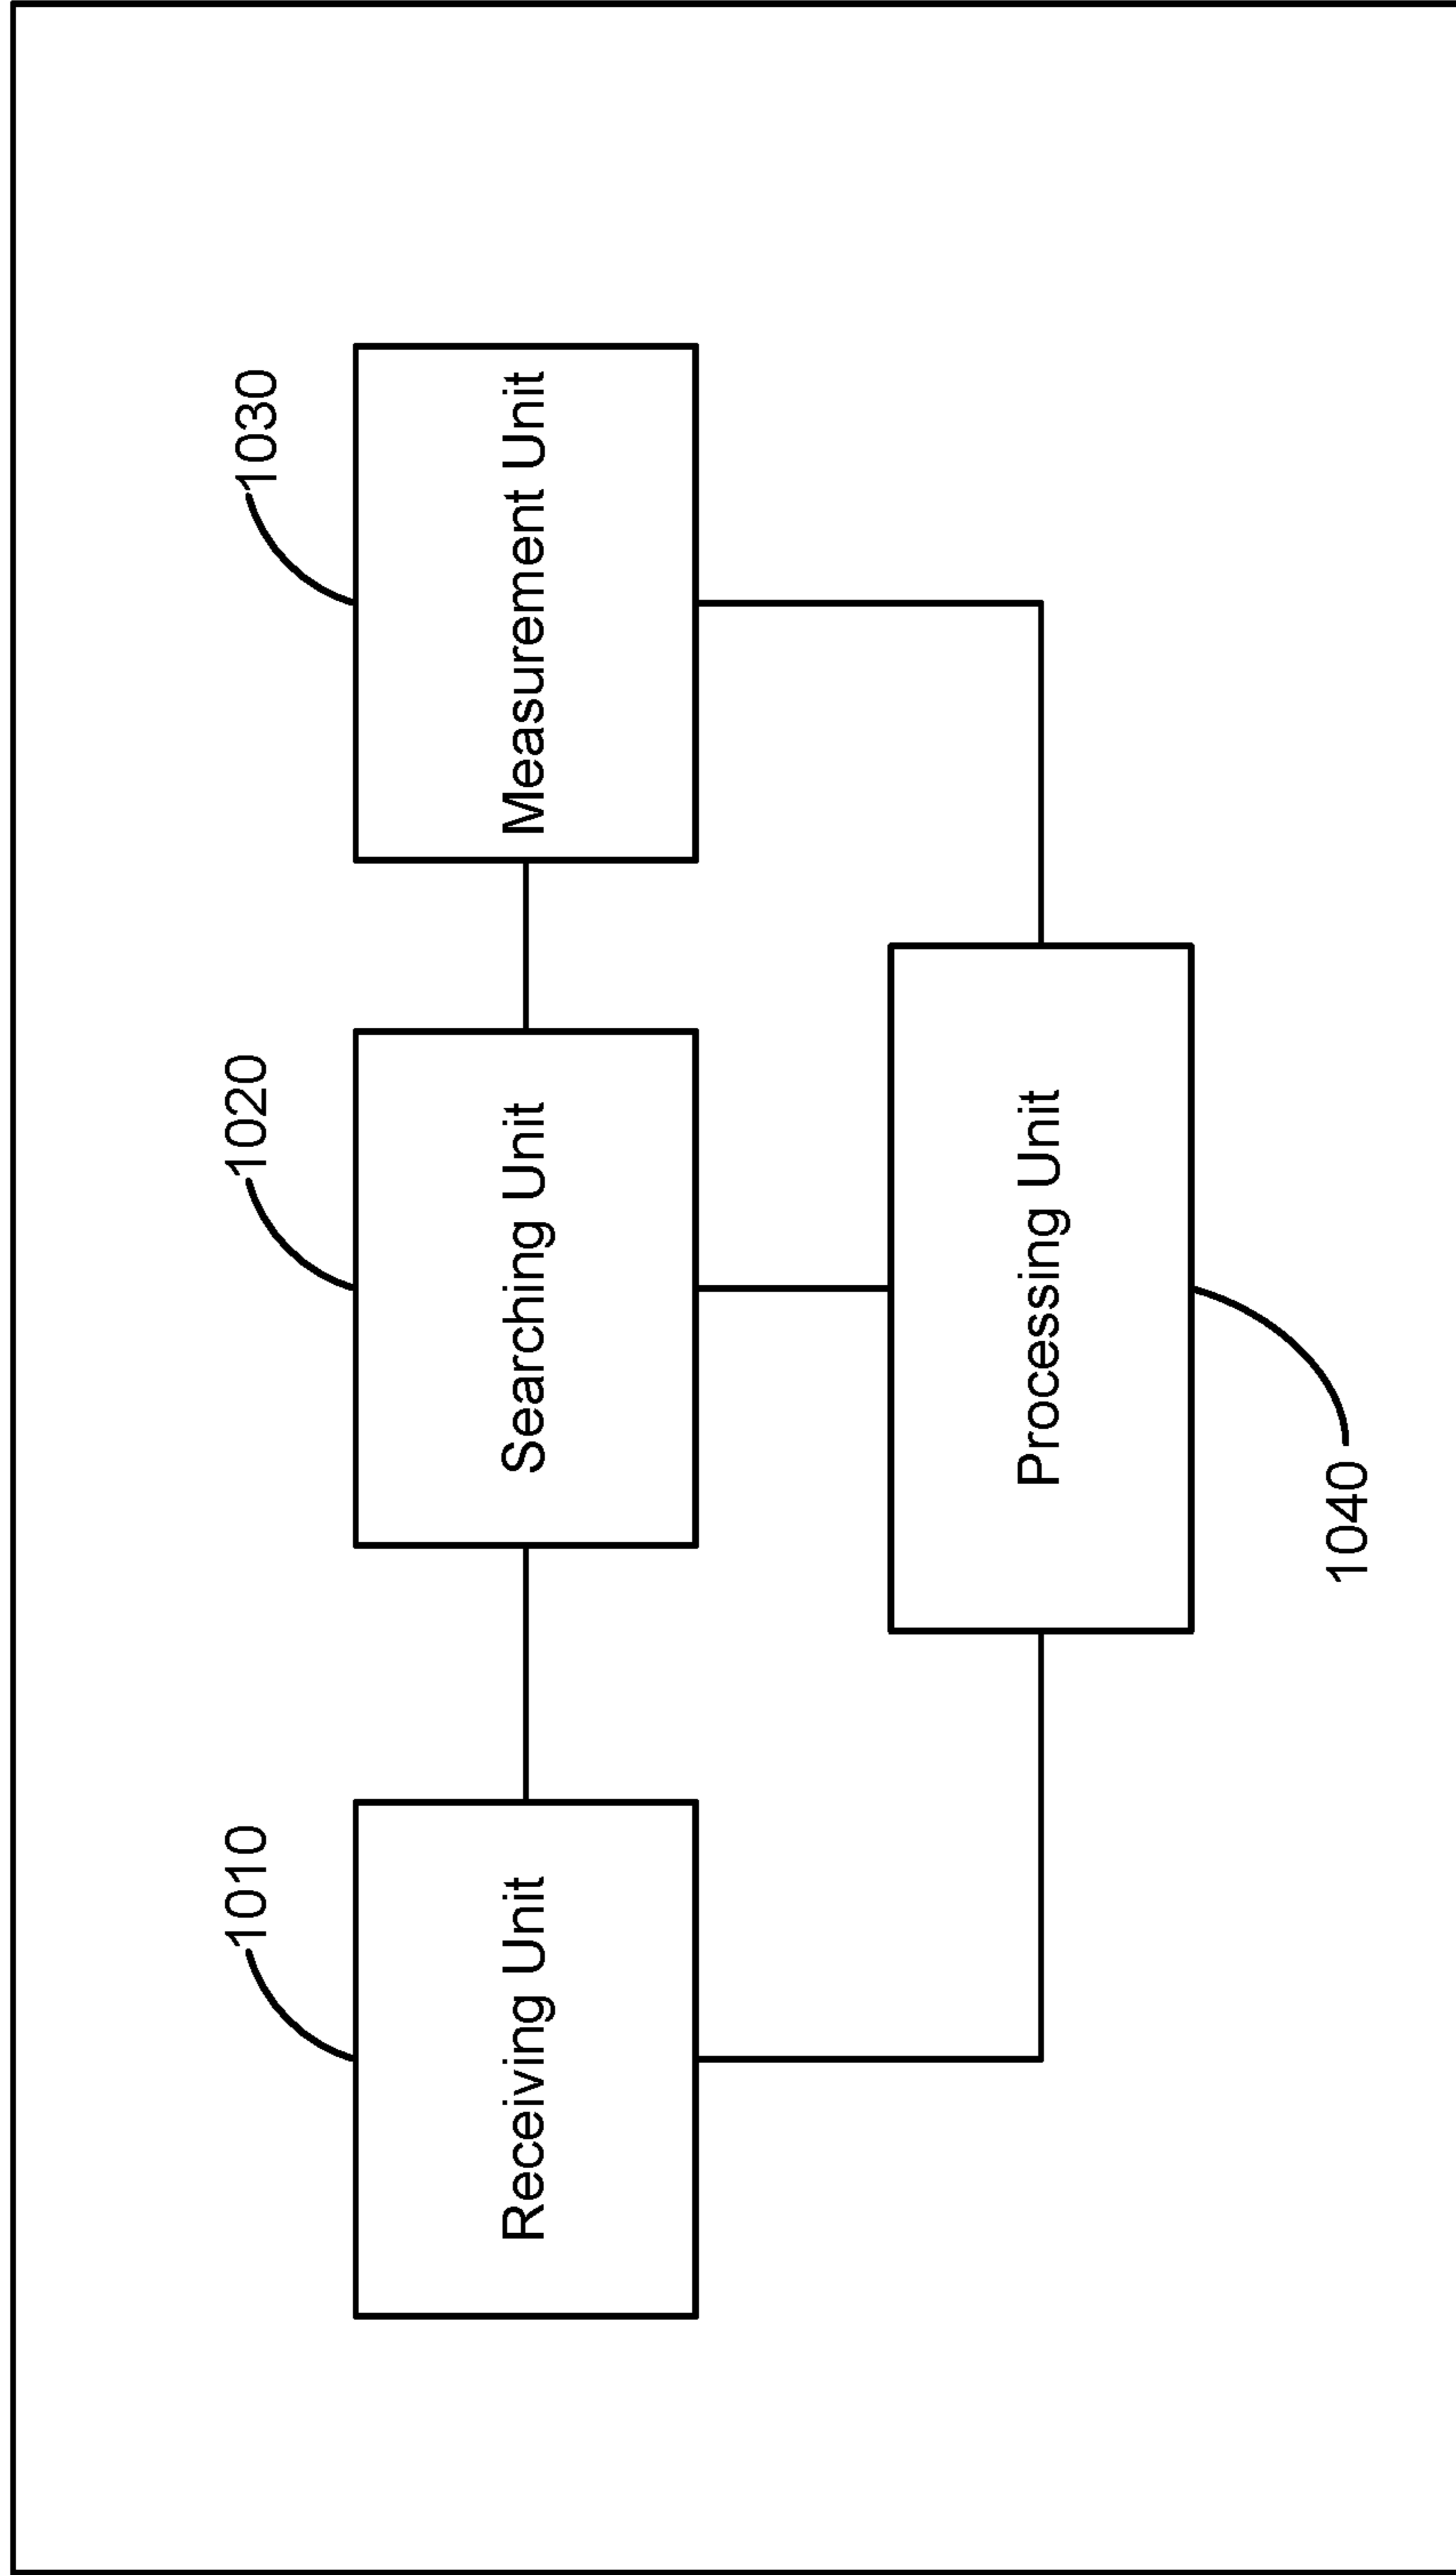 1010
1020
1030
Receiving Unit
Searching Unit
Measurement Unit
Processing Unit
1040